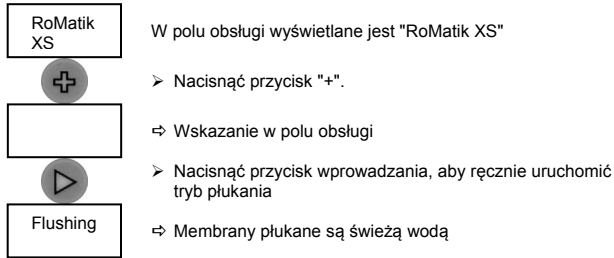 RoMatik
XS
W polu obsługi wyświetlane jest "RoMatik XS"
➢ Nacisnąć przycisk "+".
⇨ Wskazanie w polu obsługi
➢ Nacisnąć przycisk wprowadzania, aby ręcznie uruchomić
tryb płukania
Flushing
⇨ Membrany płukane są świeżą wodą